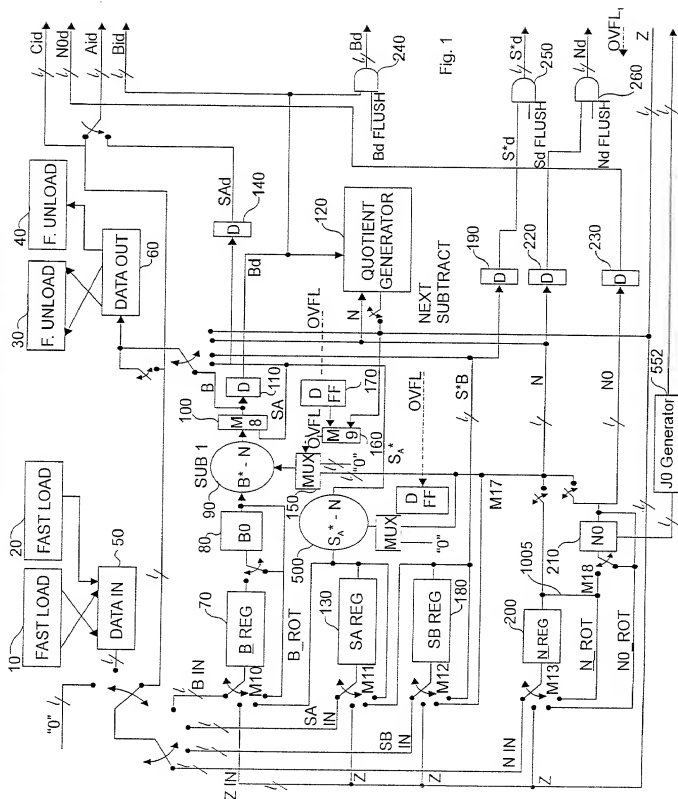 Cid
N0d
Aid
Bid
Z
10
FAST LOAD
20
FAST LOAD
50
DATA IN
"0"
30
F. UNLOAD
40
F. UNLOAD
60
DATA OUT
Bd
240
Bd FLUSH
Fig. 1
SAd
D
140
Bd
QUOTIENT
GENERATOR
120
N
NEXT
SUBTRACT
B
D
110
100
M
8
SA
SUB 1
B* - N
90
B0
80
B REG
70
B IN
M10
B_ROT
MUX
150
OVFL
M
9
160
D
FF
170
OVFL
"0"
SA*
SA* - N
500
MUX
"0"
D
FF
OVFL
SA REG
130
SA
IN
M11
SB REG
180
SB
IN
M12
S*B
190
D
S*d
S*d
250
Sd FLUSH
220
D
Nd
260
Nd FLUSH
OVFL1
230
D
N
N0
M17
1005
N REG
200
N IN
M13
N_ROT
N0_ROT
M18
210
N0
J0 Generator
552
Z IN
Z
Z
Z